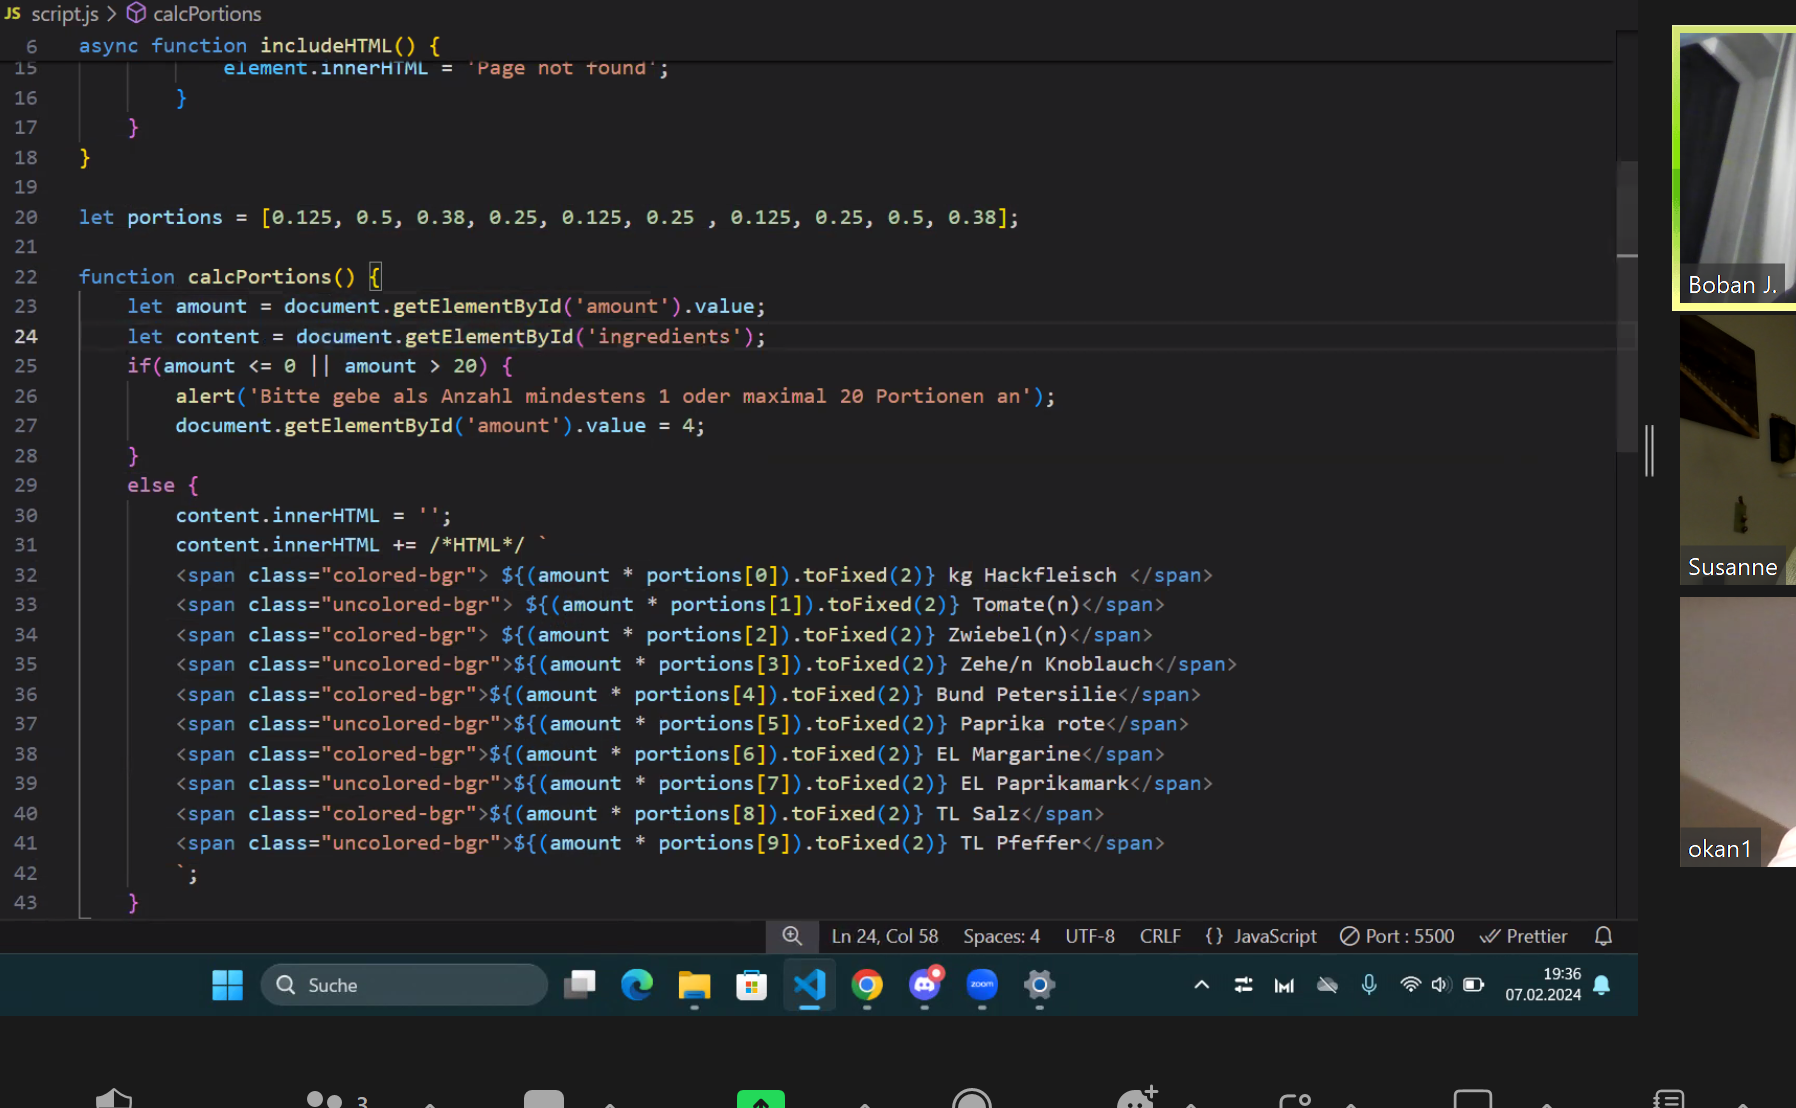 JS script.js > calcPortions
6 async function includeHTML() {
15 element.innerHTML = 'Page not found';
16 }
17 }
18 }
19
20 let portions = [0.125, 0.5, 0.38, 0.25, 0.125, 0.25 , 0.125, 0.25, 0.5, 0.38];
21
22 function calcPortions() {
23 let amount = document.getElementById('amount').value;
24 let content = document.getElementById('ingredients');
25 if(amount <= 0 || amount > 20) {
26 alert('Bitte gebe als Anzahl mindestens 1 oder maximal 20 Portionen an');
27 document.getElementById('amount').value = 4;
28 }
29 else {
30 content.innerHTML = '';
31 content.innerHTML += /*HTML*/ `
32 <span class="colored-bgr"> ${(amount * portions[0]).toFixed(2)} kg Hackfleisch </span>
33 <span class="uncolored-bgr"> ${(amount * portions[1]).toFixed(2)} Tomate(n)</span>
34 <span class="colored-bgr"> ${(amount * portions[2]).toFixed(2)} Zwiebel(n)</span>
35 <span class="uncolored-bgr">${(amount * portions[3]).toFixed(2)} Zehe/n Knoblauch</span>
36 <span class="colored-bgr">${(amount * portions[4]).toFixed(2)} Bund Petersilie</span>
37 <span class="uncolored-bgr">${(amount * portions[5]).toFixed(2)} Paprika rote</span>
38 <span class="colored-bgr">${(amount * portions[6]).toFixed(2)} EL Margarine</span>
39 <span class="uncolored-bgr">${(amount * portions[7]).toFixed(2)} EL Paprikamark</span>
40 <span class="colored-bgr">${(amount * portions[8]).toFixed(2)} TL Salz</span>
41 <span class="uncolored-bgr">${(amount * portions[9]).toFixed(2)} TL Pfeffer</span>
42 `;
43 }
Boban J.
Susanne
okan1
Ln 24, Col 58 Spaces: 4 UTF-8 CRLF {} JavaScript Port : 5500 Prettier
Suche
zoom
19:36
07.02.2024
3